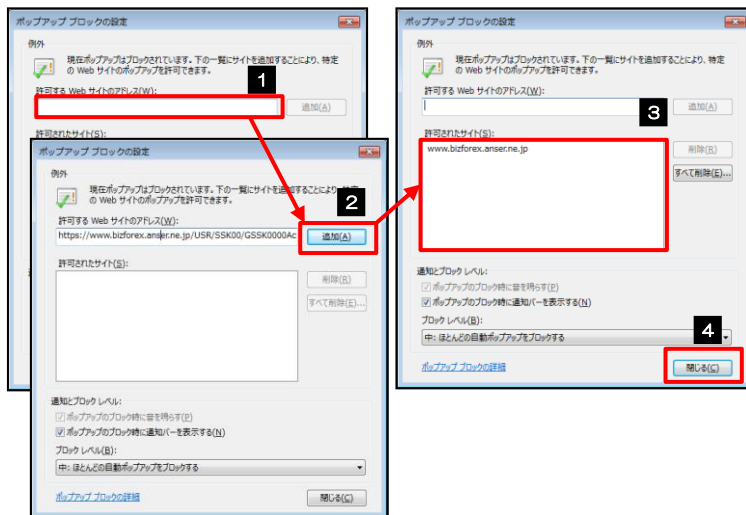 ポップアップ ブロックの設定
例外
現在ポップアップはブロックされています。下の一覧にサイトを追加することにより、特定
の Web サイトのポップアップを許可できます。
許可する Web サイトのアドレス(W):
1
追加(A)
許可されたサイト(S):
ポップアップ ブロックの設定
例外
現在ポップアップはブロックされています。下の一覧にサイトを追加することにより、特定
の Web サイトのポップアップを許可できます。
2
許可する Web サイトのアドレス(W):
https://www.bizforex.anser.ne.jp/USR/SSK00/GSSK0000Ac
追加(A)
許可されたサイト(S):
削除(R)
すべて削除(E)...
通知とブロック レベル:
ポップアップのブロック時に音を鳴らす(P)
ポップアップのブロック時に通知バーを表示する(N)
ブロック レベル(B):
中: ほとんどの自動ポップアップをブロックする
ポップアップ ブロックの詳細
閉じる(C)
ポップアップ ブロックの設定
例外
現在ポップアップはブロックされています。下の一覧にサイトを追加することにより、特定
の Web サイトのポップアップを許可できます。
許可する Web サイトのアドレス(W):
3
追加(A)
許可されたサイト(S):
www.bizforex.anser.ne.jp
削除(R)
すべて削除(E)...
通知とブロック レベル:
ポップアップのブロック時に音を鳴らす(P)
ポップアップのブロック時に通知バーを表示する(N)
ブロック レベル(B):
4
中: ほとんどの自動ポップアップをブロックする
ポップアップ ブロックの詳細
閉じる(C)